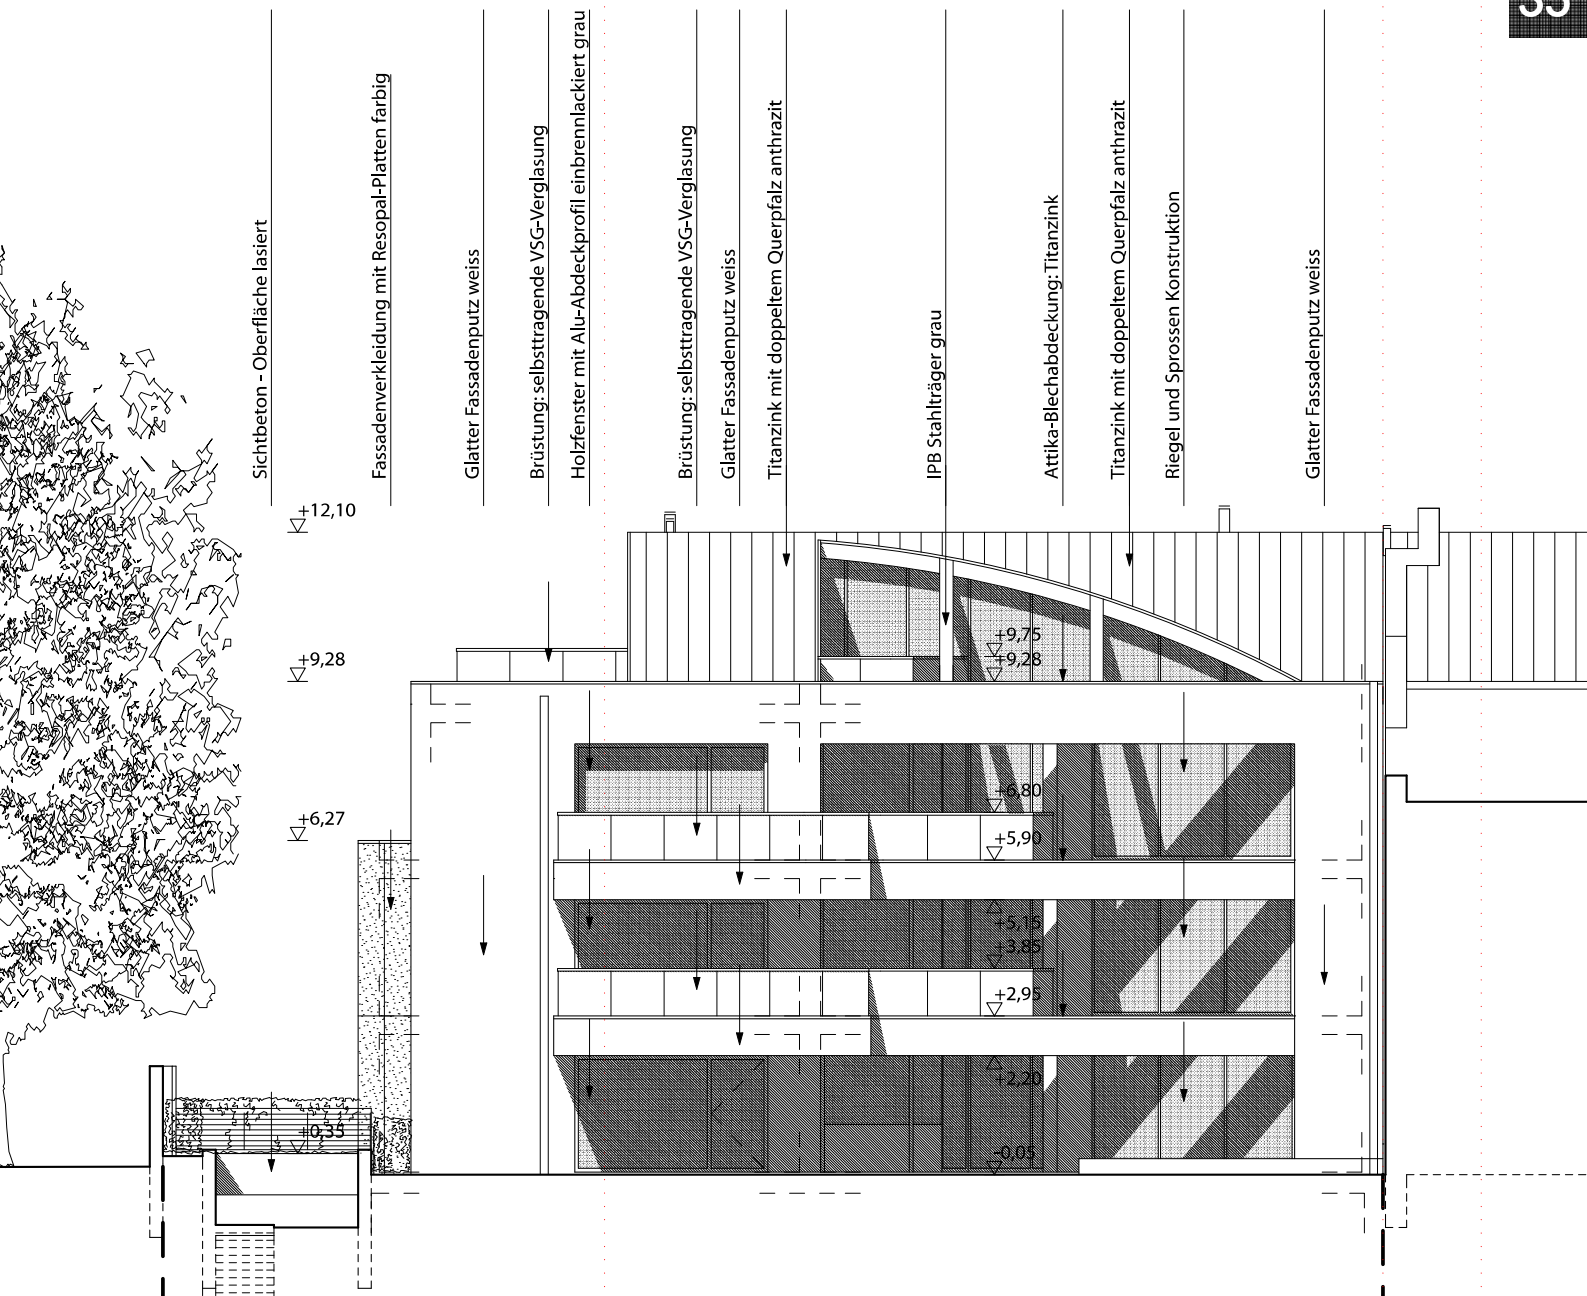 35
Sichtbeton - Oberfläche lasiert
Fassadenverkleidung mit Resopal-Platten farbig
Glatter Fassadenputz weiss
Brüstung: selbsttragende VSG-Verglasung
Holzfenster mit Alu-Abdeckprofil einbrennlackiert grau
Brüstung: selbsttragende VSG-Verglasung
Glatter Fassadenputz weiss
Titanzink mit doppeltem Querpfalz anthrazit
IPB Stahlträger grau
Attika-Blechabdeckung: Titanzink
Titanzink mit doppeltem Querpfalz anthrazit
Riegel und Sprossen Konstruktion
Glatter Fassadenputz weiss
+12,10
+9,28
+6,27
+0,35
+9,75
+9,28
+6,80
+5,90
+5,15
+3,85
+2,95
+2,20
-0,05